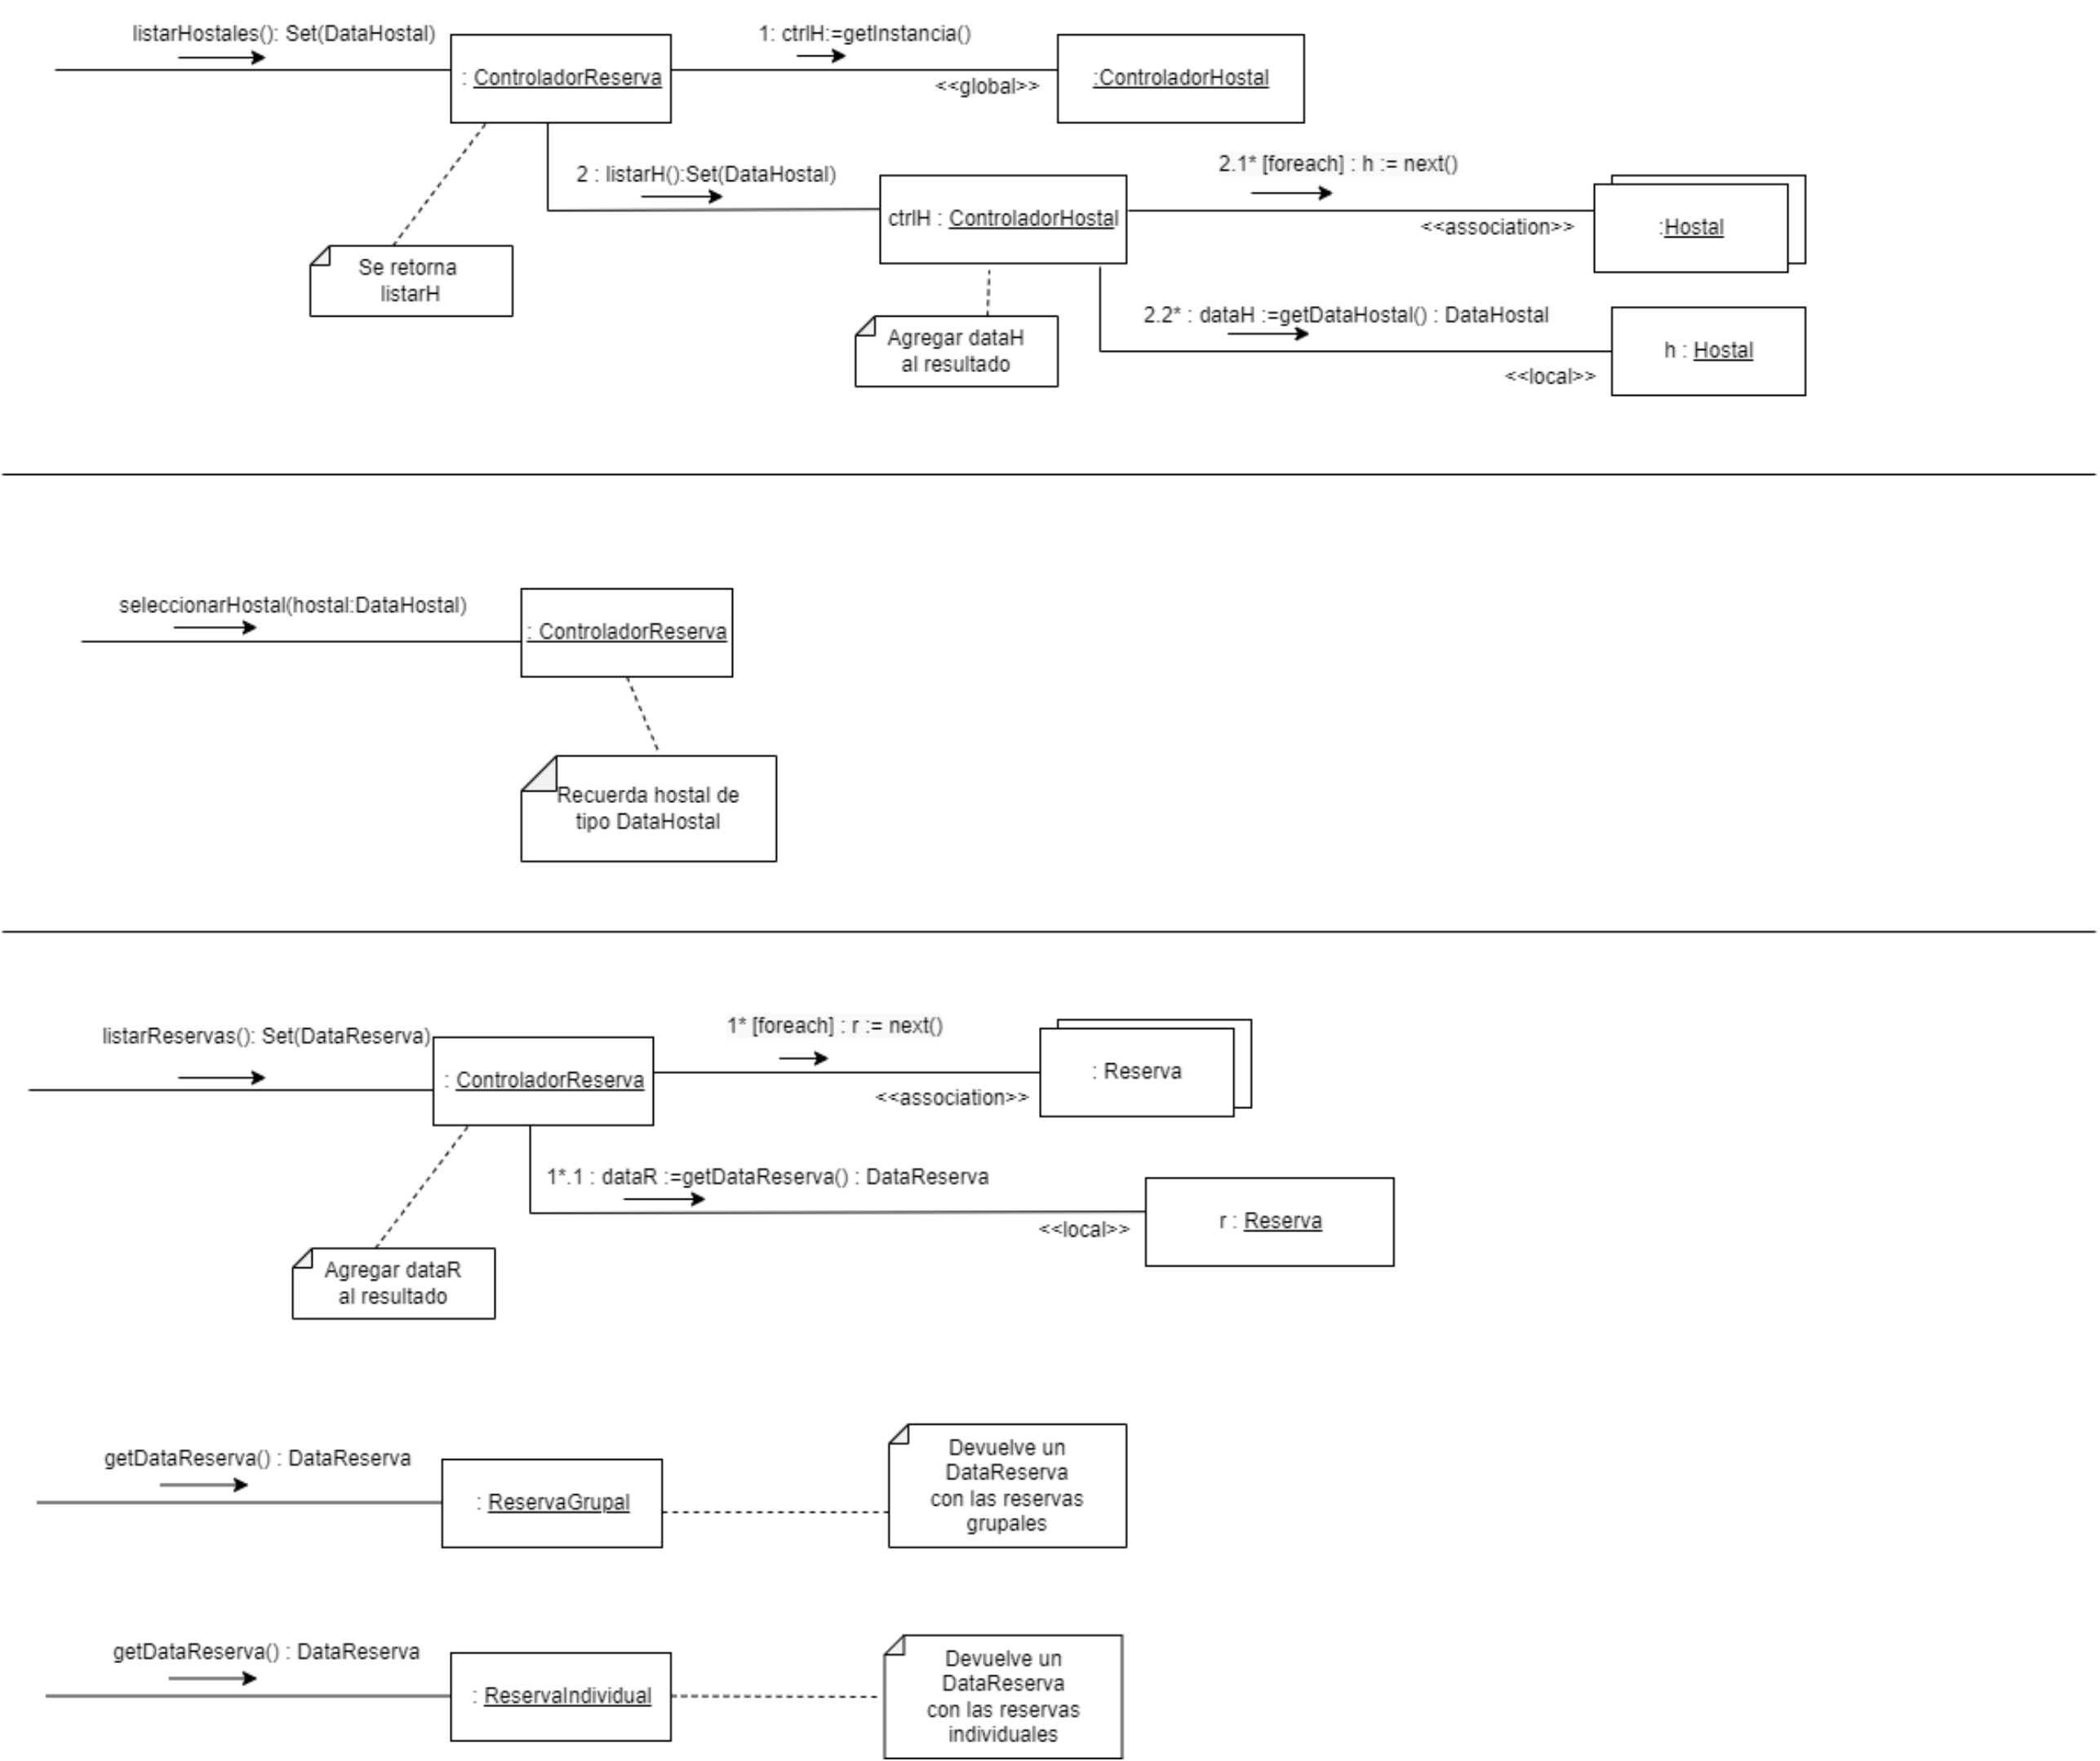 listarHostales(): Set(DataHostal)
1: ctrlH:=getInstancia()
: ControladorReserva
<<global>>
:ControladorHostal
2 : listarH():Set(DataHostal)
2.1* [foreach] : h := next()
ctrlH : ControladorHostal
<<association>>
:Hostal
Se retorna
listarH
Agregar dataH
al resultado
2.2* : dataH :=getDataHostal() : DataHostal
<<local>>
h : Hostal
seleccionarHostal(hostal:DataHostal)
: ControladorReserva
Recuerda hostal de
tipo DataHostal
listarReservas(): Set(DataReserva)
1* [foreach] : r := next()
: ControladorReserva
<<association>>
: Reserva
1*.1 : dataR :=getDataReserva() : DataReserva
<<local>>
r : Reserva
Agregar dataR
al resultado
getDataReserva() : DataReserva
: ReservaGrupal
Devuelve un
DataReserva
con las reservas
grupales
getDataReserva() : DataReserva
: ReservaIndividual
Devuelve un
DataReserva
con las reservas
individuales